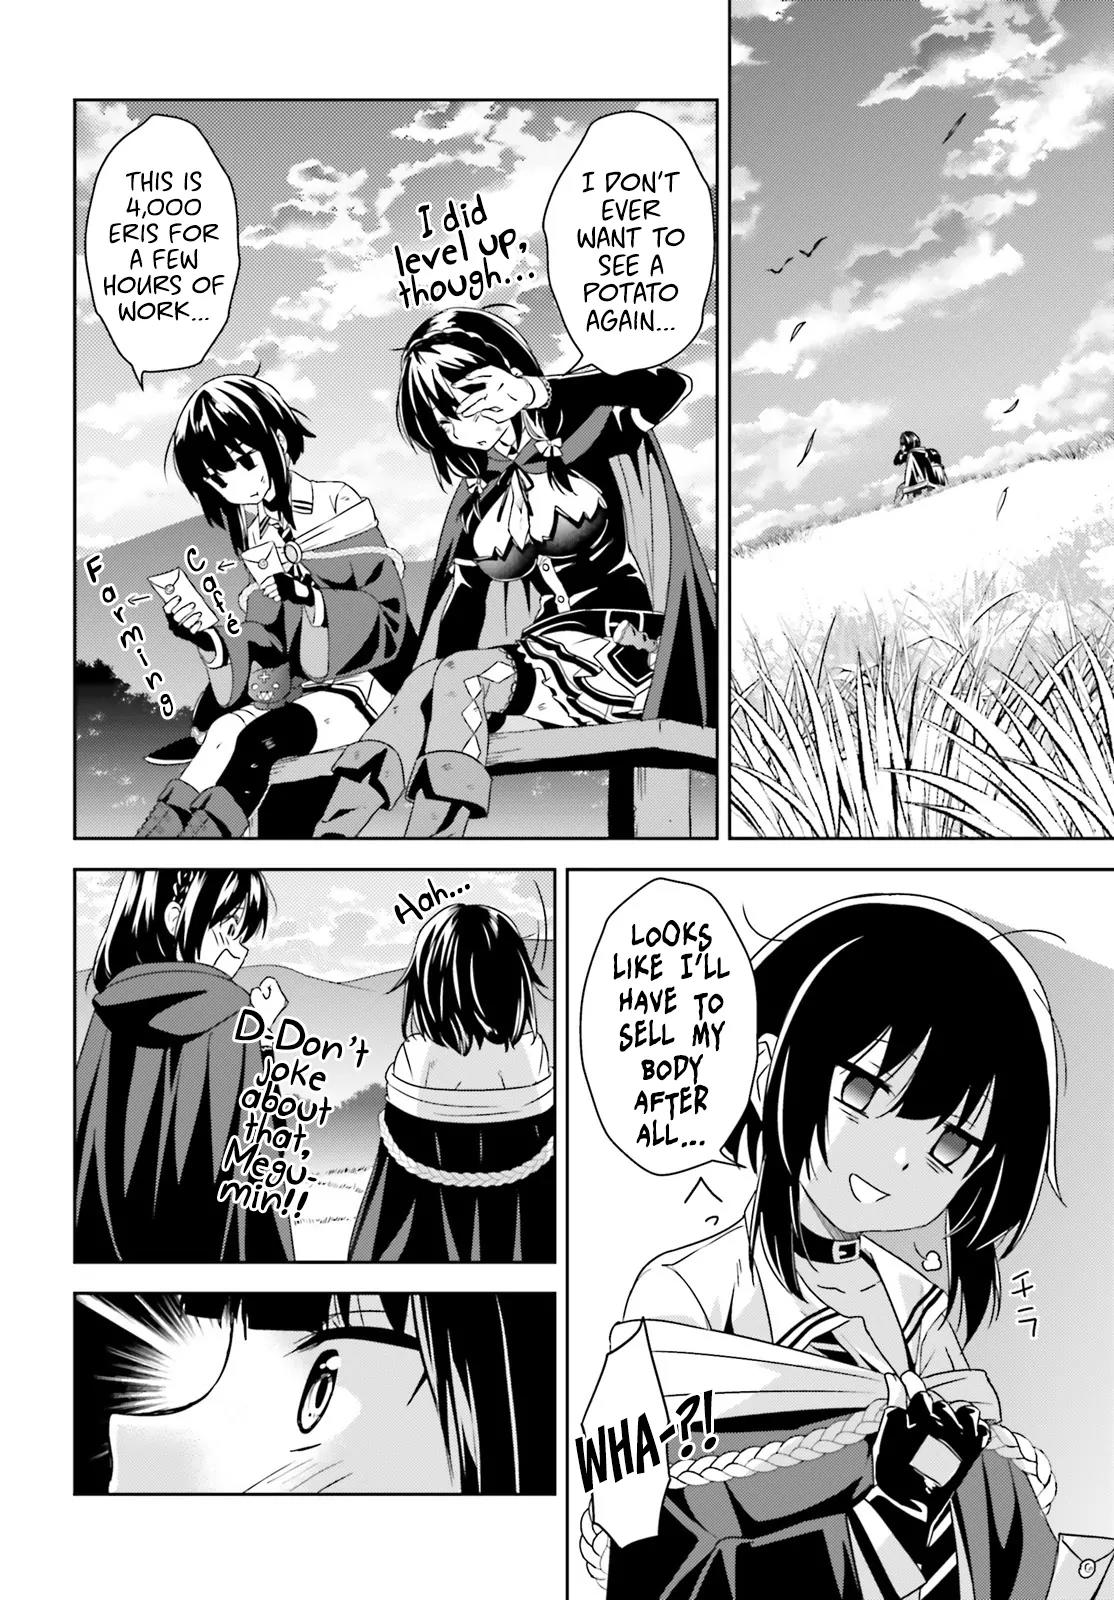 I DON'T
EVER
WANT TO
SEE A
POTATO
AGAIN...
I did
level up,
though...
THIS IS
4,000
ERIS FOR
A FEW
HOURS OF
WORK...
Café
Farming
LOOKS
LIKE I'LL
HAVE TO
SELL MY
BODY
AFTER
ALL...
チラ
WHA-?!
Hah...
D-Don't
joke
about
that,
Megu-
min!!